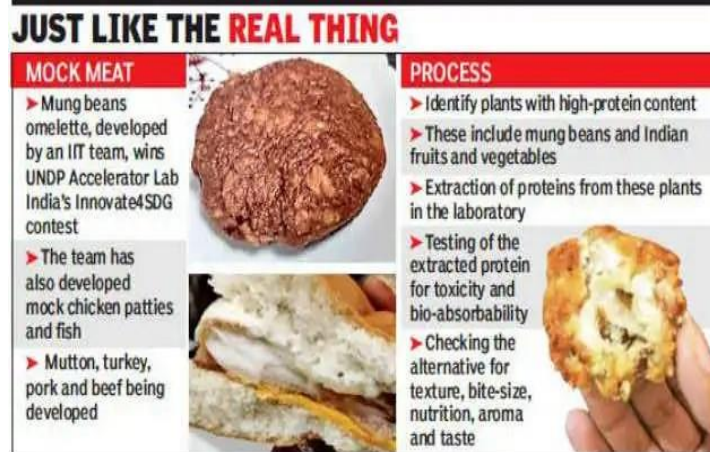 JUST LIKE THE REAL THING
MOCK MEAT
➤ Mung beans
omelette, developed
by an IIT team, wins
UNDP Accelerator Lab
India's Innovate4SDG
contest
➤ The team has
also developed
mock chicken patties
and fish
➤ Mutton, turkey,
pork and beef being
developed
PROCESS
➤ Identify plants with high-protein content
➤ These include mung beans and Indian
fruits and vegetables
➤ Extraction of proteins from these plants
in the laboratory
➤ Testing of the
extracted protein
for toxicity and
bio-absorbability
➤ Checking the
alternative for
texture, bite-size,
nutrition, aroma
and taste